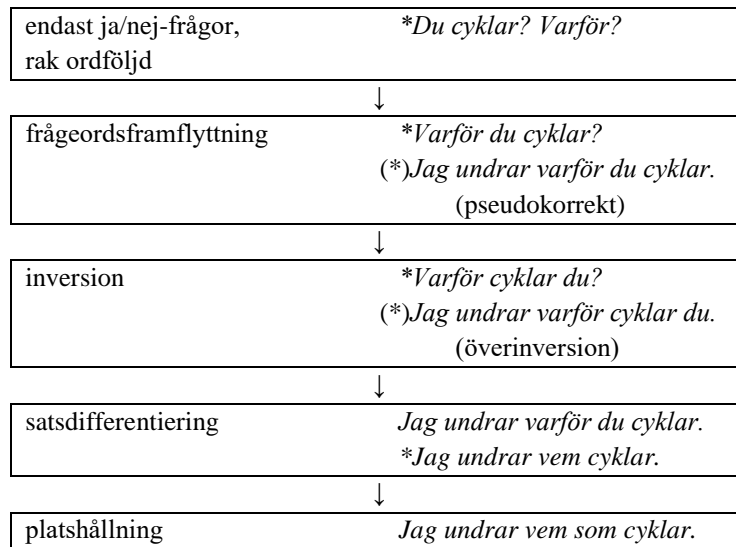 endast ja/nej-frågor, *Du cyklar? Varför?
rak ordföljd
↓
frågeordsframflyttning *Varför du cyklar?
(*)Jag undrar varför du cyklar.
(pseudokorrekt)
↓
inversion *Varför cyklar du?
(*)Jag undrar varför cyklar du.
(överinversion)
↓
satsdifferentiering Jag undrar varför du cyklar.
*Jag undrar vem cyklar.
↓
platshållning Jag undrar vem som cyklar.